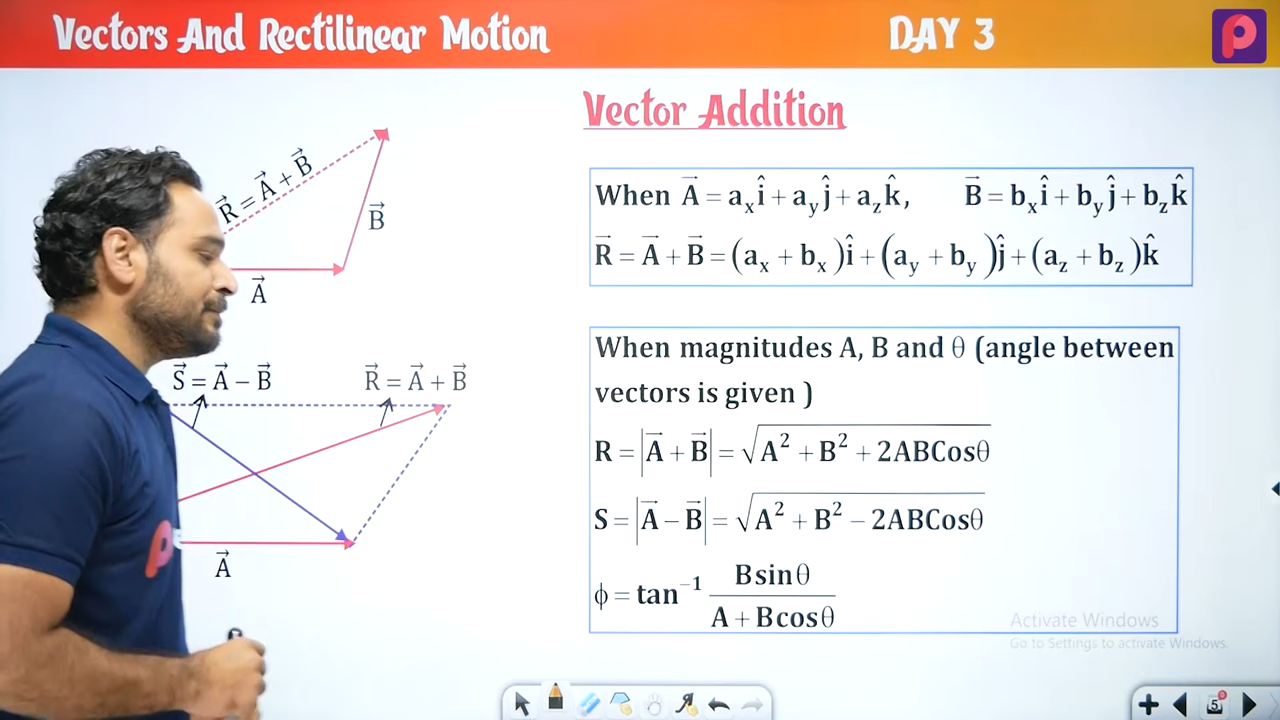 Vectors And Rectilinear Motion
DAY 3
Vector Addition
R⃗ = A⃗ + B⃗
B⃗
A⃗
When A⃗ = aₓî + a_yĵ + a_zk̂, B⃗ = bₓî + b_yĵ + b_zk̂
R⃗ = A⃗ + B⃗ = (aₓ + bₓ)î + (a_y + b_y)ĵ + (a_z + b_z)k̂
S⃗ = A⃗ − B⃗
R⃗ = A⃗ + B⃗
A⃗
When magnitudes A, B and θ (angle between
vectors is given )
R = |A⃗ + B⃗| = √(A² + B² + 2ABCosθ)
S = |A⃗ − B⃗| = √(A² + B² − 2ABCosθ)
ϕ = tan⁻¹ Bsinθ / A + Bcosθ
Activate Windows
Go to Settings to activate Windows.
5